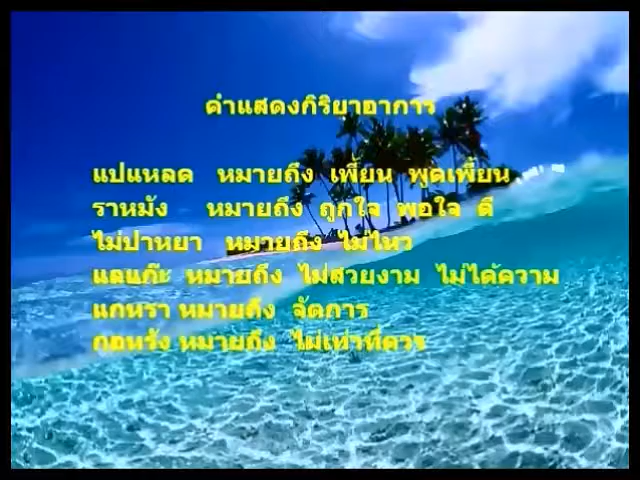 คำแสดงกิริยาอาการ
แปแหลด หมายถึง เพี้ยน พูดเพี้ยน
ราหมัง หมายถึง ถูกใจ พอใจ ดี
ไม่ปาหยา หมายถึง ไม่ไหว
แดแก๊ะ หมายถึง ไม่สวยงาม ไม่ได้ความ
แกหรา หมายถึง จัดการ
กอหรัง หมายถึง ไม่เท่าที่ควร